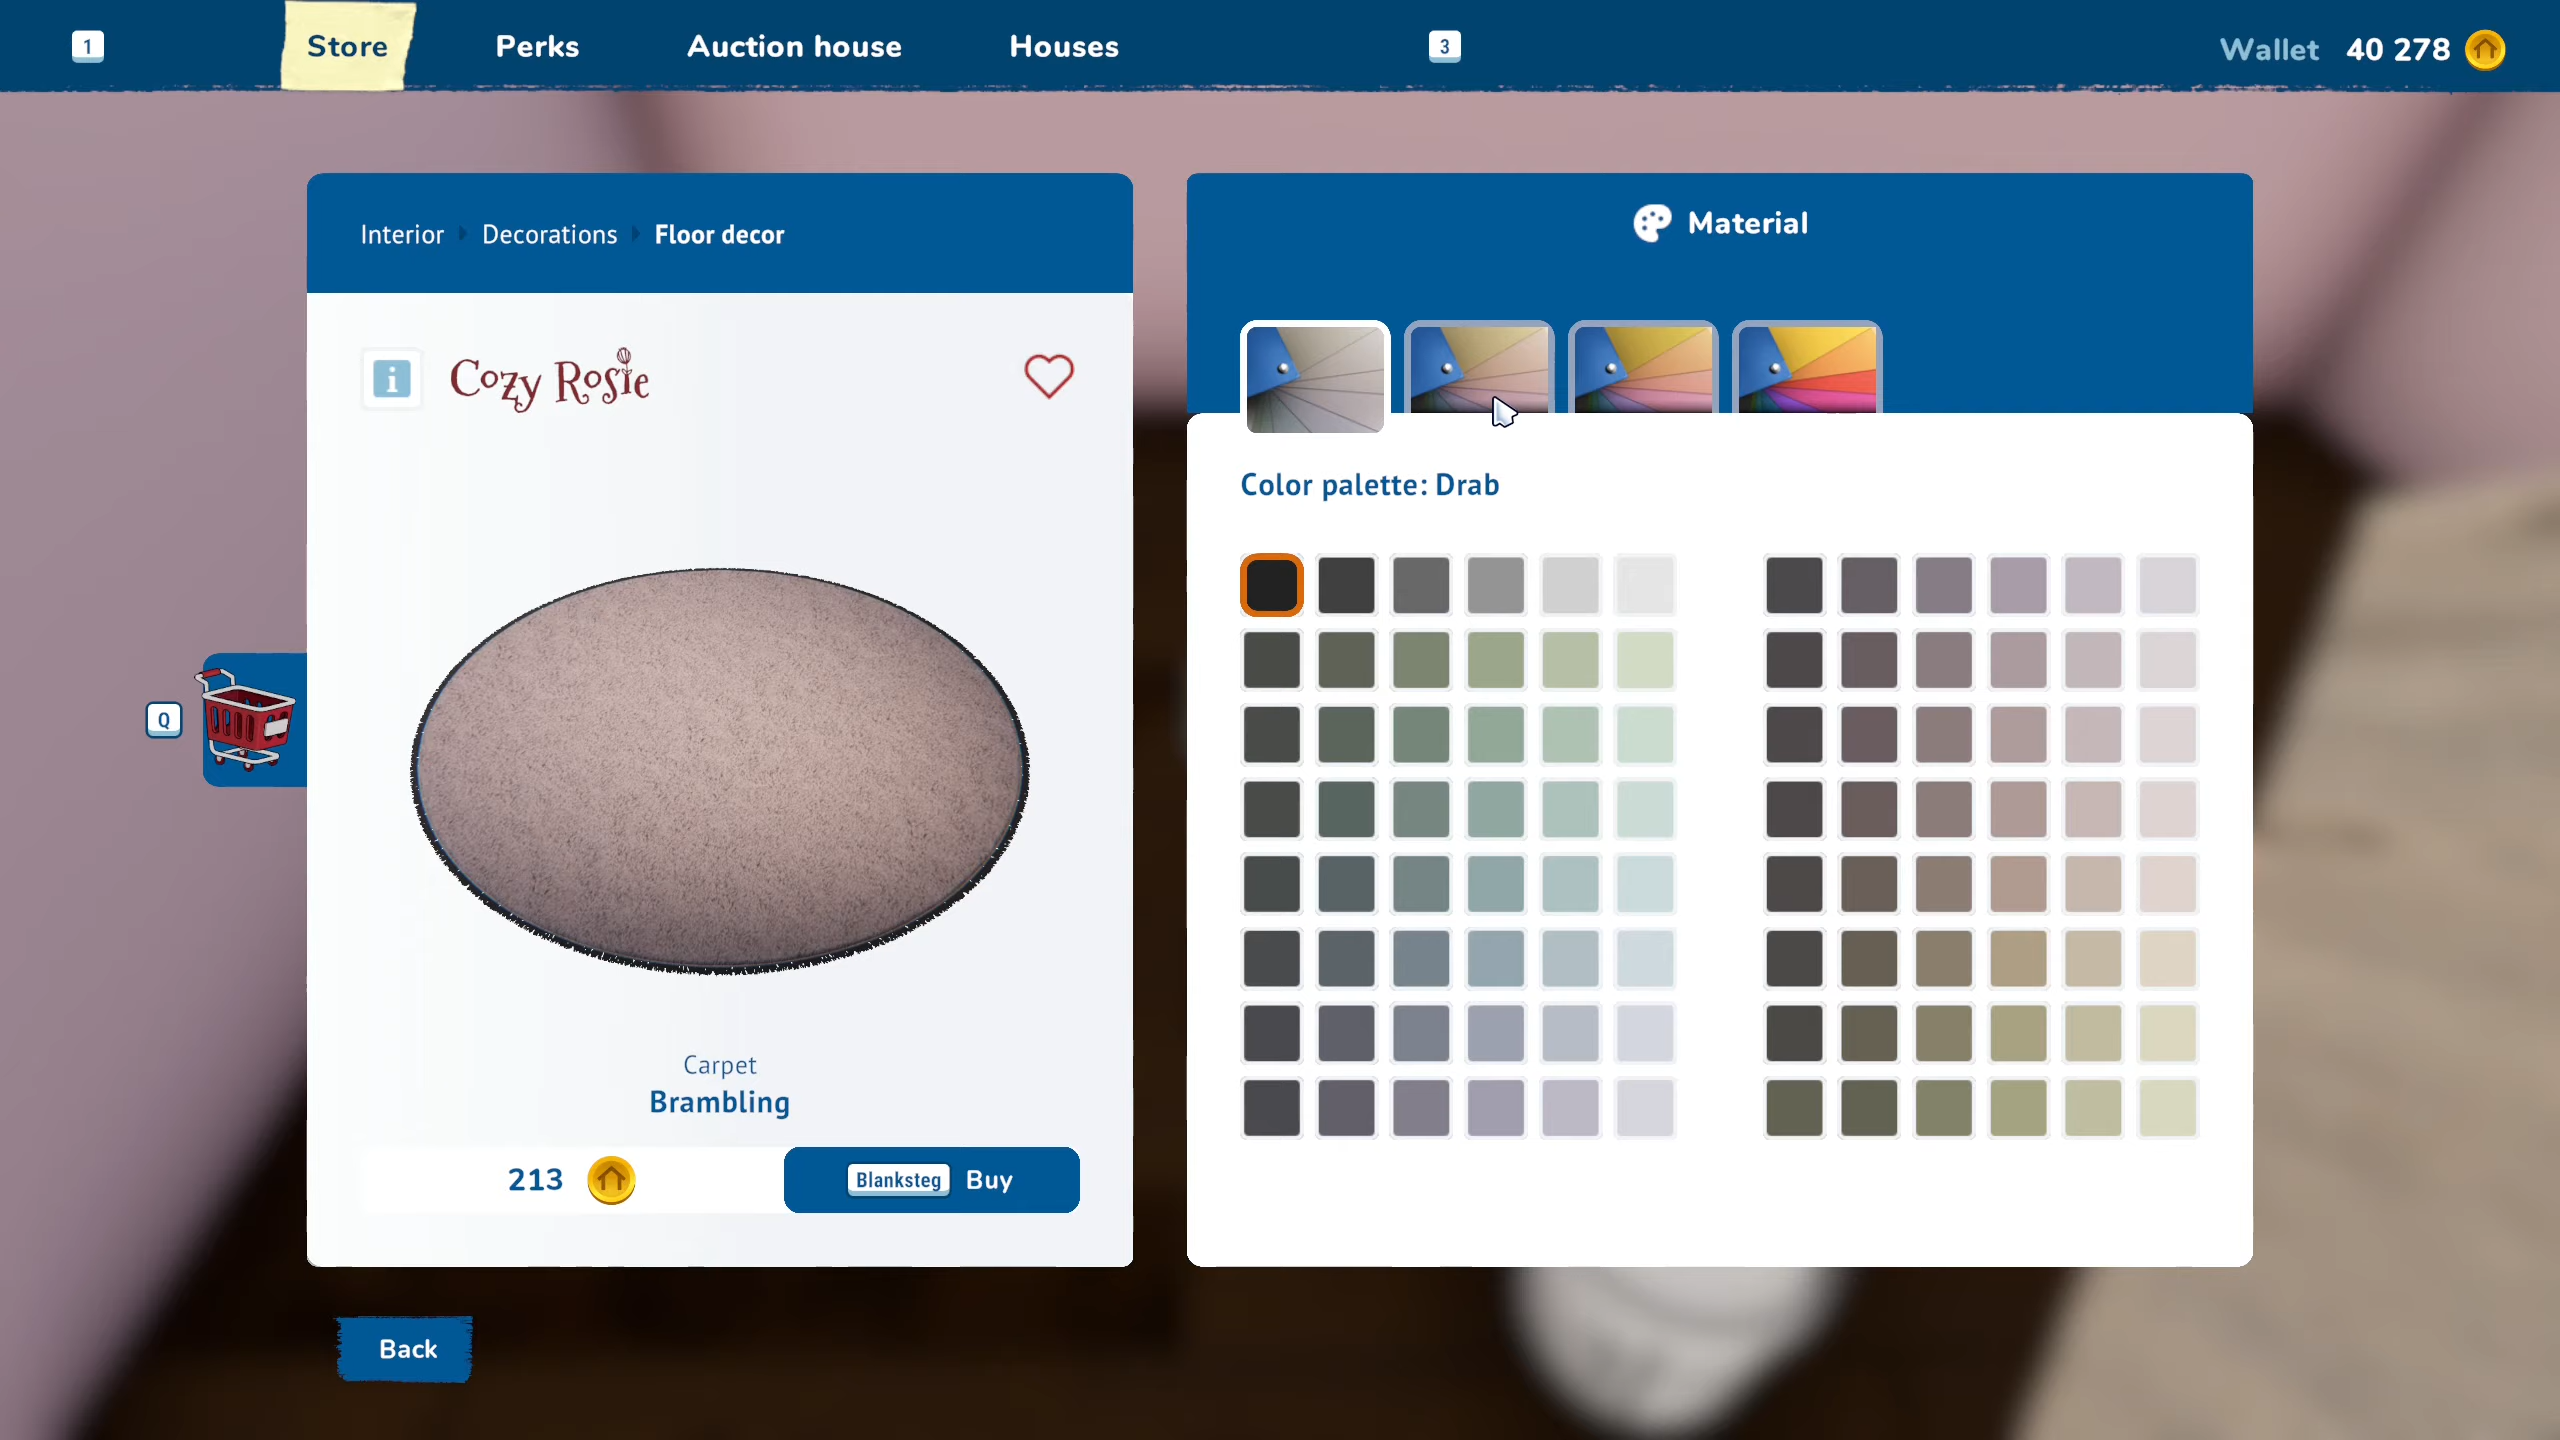 1
Store
Perks
Auction house
Houses
3
Wallet 40 278
Interior Decorations Floor decor
Material
i
Cozy Rosie
Color palette: Drab
Q
Carpet
Brambling
213
Blanksteg Buy
Back